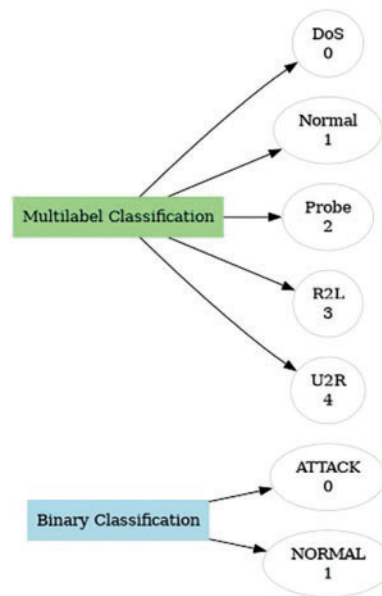 DoS
0
Normal
1
Multilabel Classification
Probe
2
R2L
3
U2R
4
ATTACK
0
Binary Classification
NORMAL
1